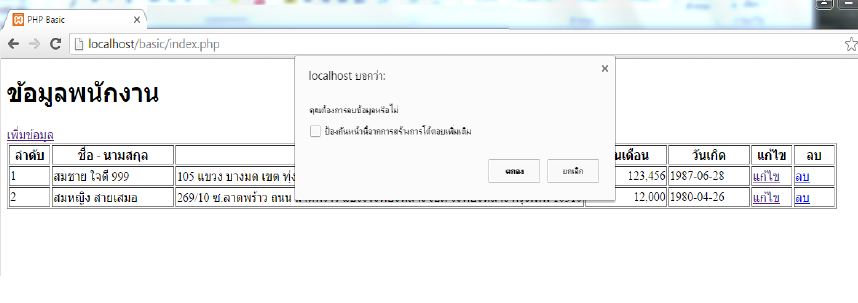 PHP Basic
localhost/basic/index.php
localhost บอกว่า:
คุณต้องการลบข้อมูลหรือไม่
ป้องกันหน้านี้จากการสร้างการโต้ตอบเพิ่มเติม
ตกลง ยกเลิก
ข้อมูลพนักงาน
เพิ่มข้อมูล
ลำดับ ชื่อ - นามสกุล นเดือน วันเกิด แก้ไข ลบ
1 สมชาย ใจดี 999 105 แขวง บางมด เขต ทุ่ง 123,456 1987-06-28 แก้ไข ลบ
2 สมหญิง สายเสมอ 269/10 ซ.ลาดพร้าว ถนน 12,000 1980-04-26 แก้ไข ลบ